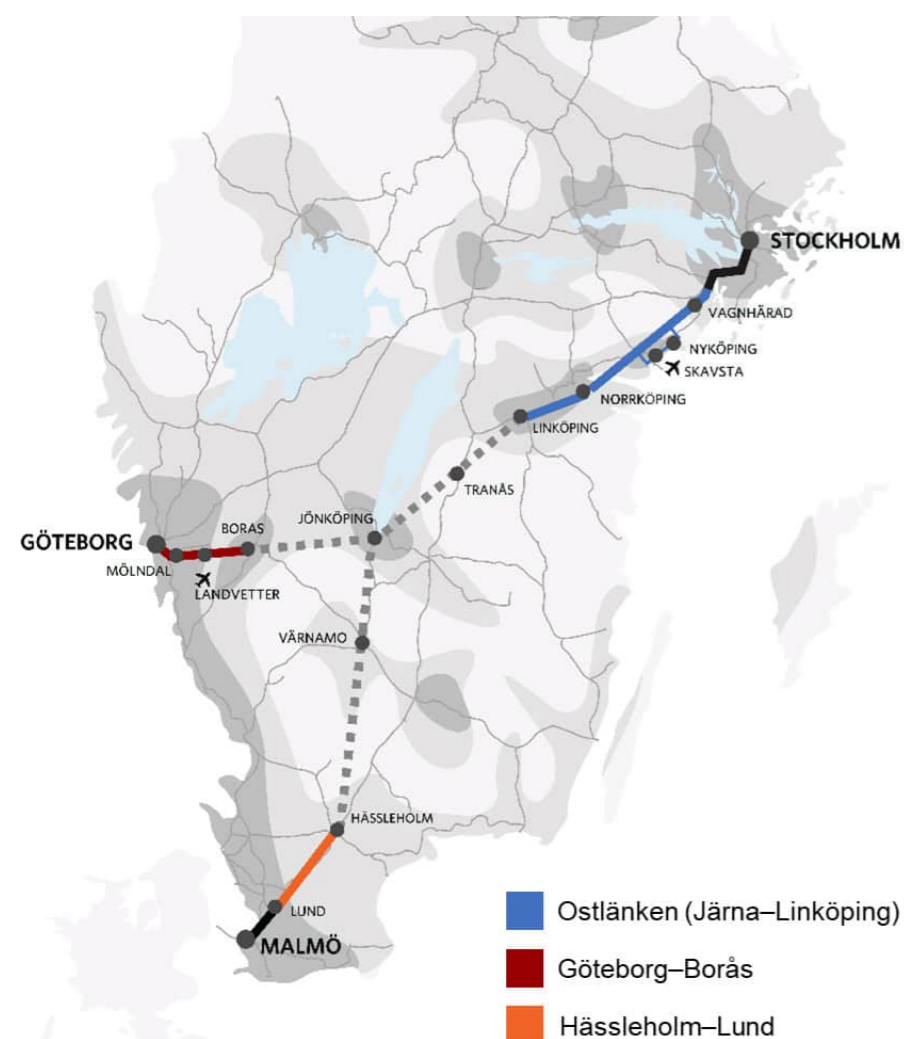 STOCKHOLM
VAGNHÄRAD
NYKÖPING
SKAVSTA
NORRKÖPING
LINKÖPING
TRANÅS
JÖNKÖPING
BORAS
GÖTEBORG
MÖLNDAL
LANDVETTER
VÄRNAMO
HÄSSLEHOLM
LUND
MALMÖ
Ostlänken (Järna–Linköping)
Göteborg–Borås
Hässleholm–Lund